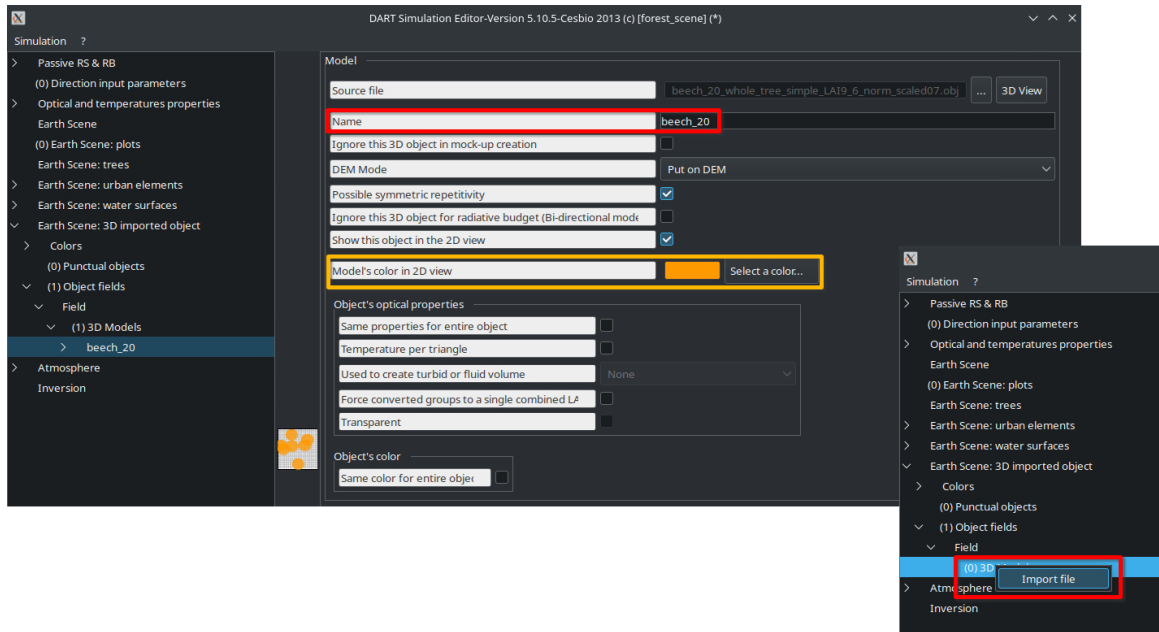 DART Simulation Editor-Version 5.10.5-Cesbio 2013 (c) [forest_scene] (*)
Simulation ?
Passive RS & RB
(0) Direction input parameters
Optical and temperatures properties
Earth Scene
(0) Earth Scene: plots
Earth Scene: trees
Earth Scene: urban elements
Earth Scene: water surfaces
Earth Scene: 3D imported object
Colors
(0) Punctual objects
(1) Object fields
Field
(1) 3D Models
beech_20
Atmosphere
Inversion
Model
Source file beech_20_whole_tree_simple_LAI9_6_norm_scaled07.obj ... 3D View
Name beech_20
Ignore this 3D object in mock-up creation
DEM Mode Put on DEM
Possible symmetric repetitivity
Ignore this 3D object for radiative budget (Bi-directional mode
Show this object in the 2D view
Model's color in 2D view Select a color...
Object's optical properties
Same properties for entire object
Temperature per triangle
Used to create turbid or fluid volume None
Force converted groups to a single combined LA
Transparent
Object's color
Same color for entire objec
Simulation ?
Passive RS & RB
(0) Direction input parameters
Optical and temperatures properties
Earth Scene
(0) Earth Scene: plots
Earth Scene: trees
Earth Scene: urban elements
Earth Scene: water surfaces
Earth Scene: 3D imported object
Colors
(0) Punctual objects
(1) Object fields
Field
(0) 3D
Import file
Atmosphere
Inversion